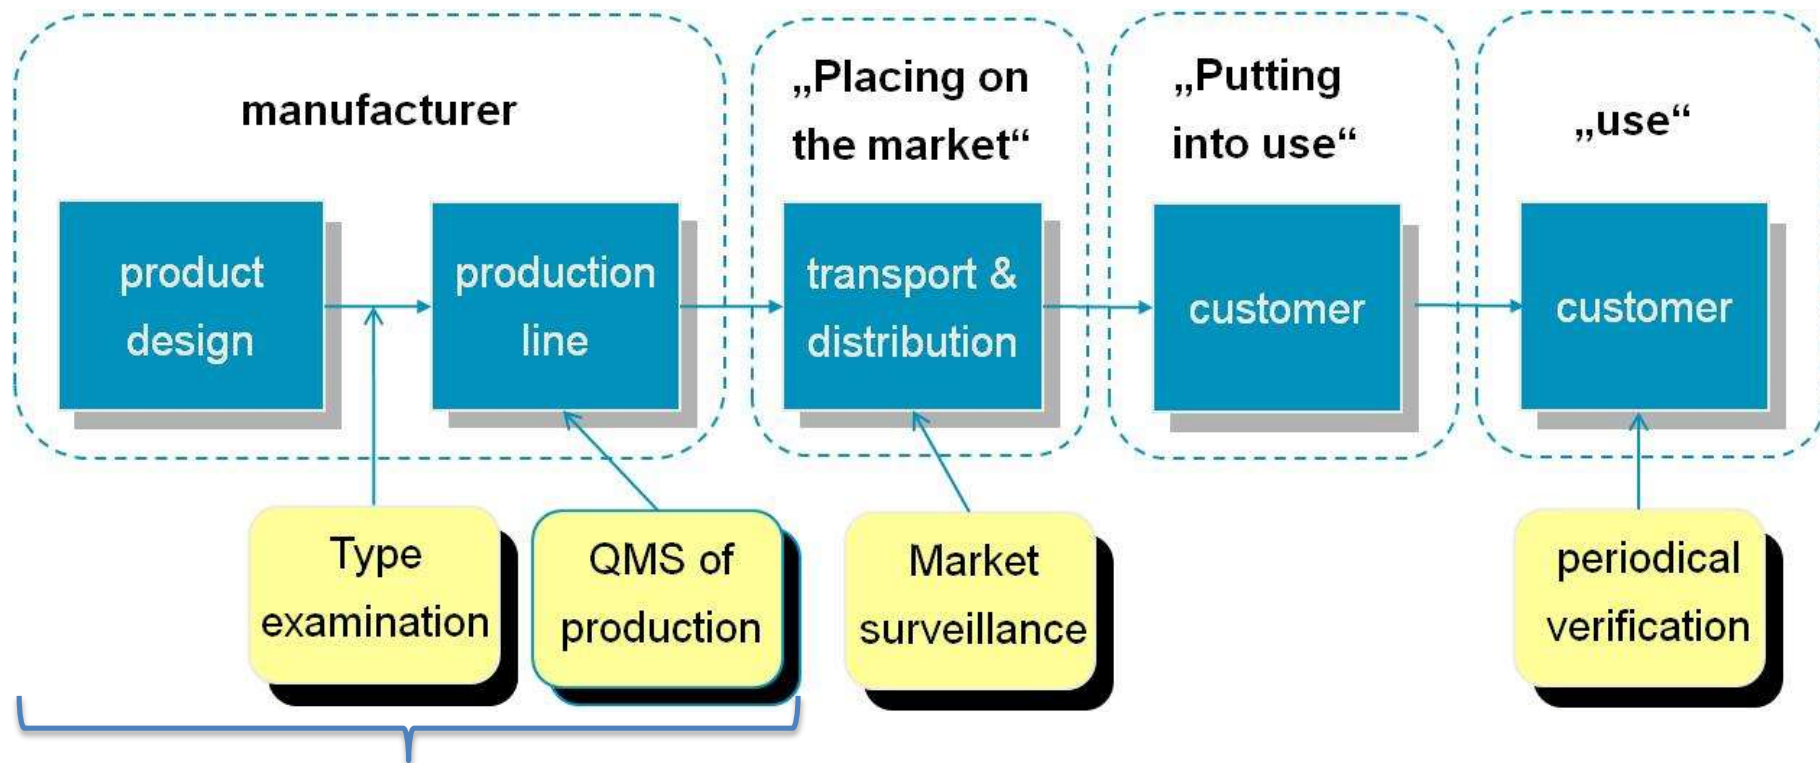 manufacturer
„Placing on
the market“
„Putting
into use“
„use“
product
design
production
line
transport &
distribution
customer
customer
Type
examination
QMS of
production
Market
surveillance
periodical
verification